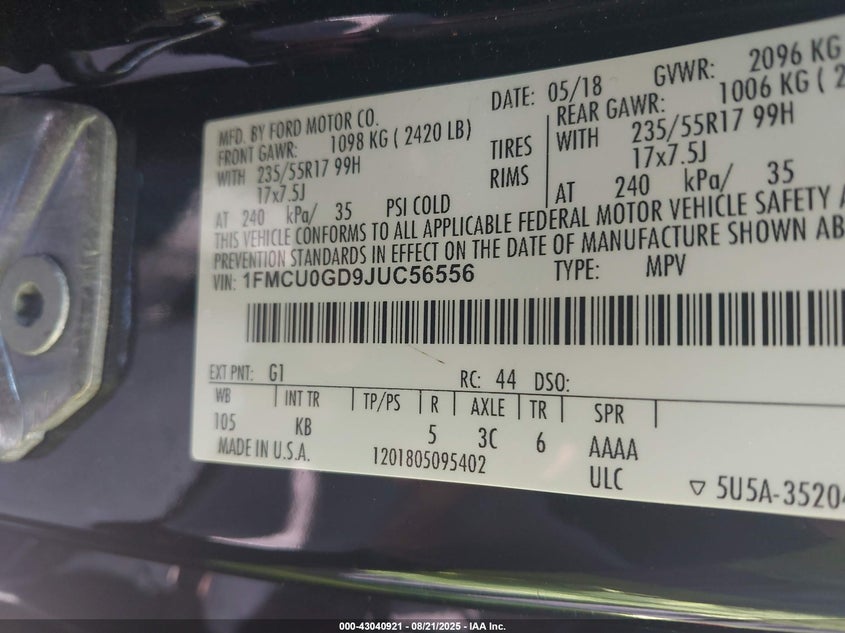 MFD. BY FORD MOTOR CO.
DATE: 05/18
GVWR: 2096 KG
FRONT GAWR: 1098 KG ( 2420 LB)
REAR GAWR: 1006 KG ( 2
WITH 235/55R17 99H
TIRES
WITH 235/55R17 99H
17x7.5J
RIMS
17x7.5J
AT 240 kPa/ 35 PSI COLD
AT 240 kPa/ 35
THIS VEHICLE CONFORMS TO ALL APPLICABLE FEDERAL MOTOR VEHICLE SAFETY A
PREVENTION STANDARDS IN EFFECT ON THE DATE OF MANUFACTURE SHOWN AB
VIN: 1FMCU0GD9JUC56556
TYPE: MPV
EXT PNT: G1
RC: 44 DSO:
WB INT TR TP/PS R AXLE TR SPR
105 KB 5 3C 6 AAAA
MADE IN U.S.A.
1201805095402
ULC
5U5A-3520
000-43040921 - 08/21/2025 - IAA Inc.